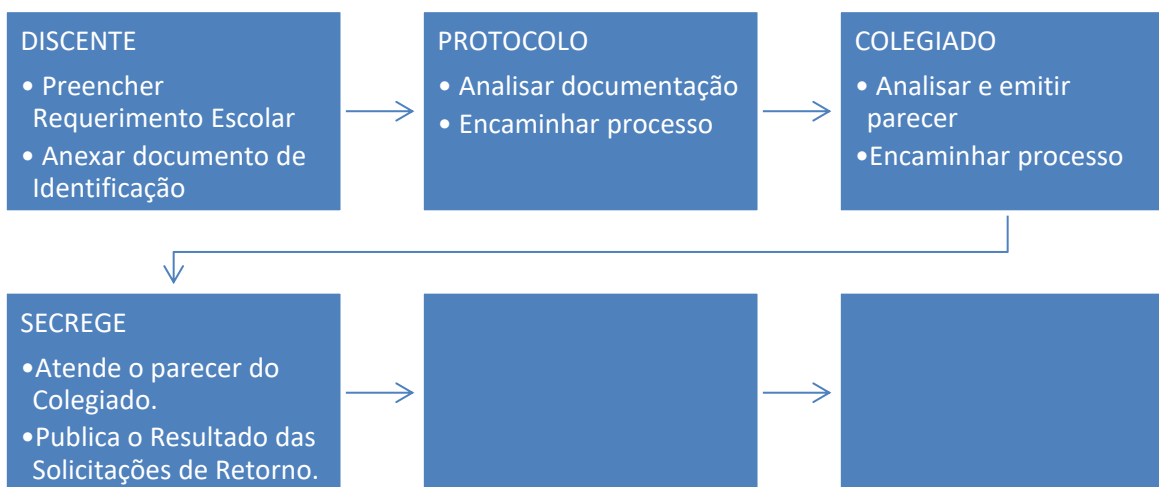 DISCENTE
• Preencher
Requerimento Escolar
• Anexar documento de
Identificação
PROTOCOLO
• Analisar documentação
• Encaminhar processo
COLEGIADO
• Analisar e emitir
parecer
•Encaminhar processo
SECREGE
•Atende o parecer do
Colegiado.
•Publica o Resultado das
Solicitações de Retorno.